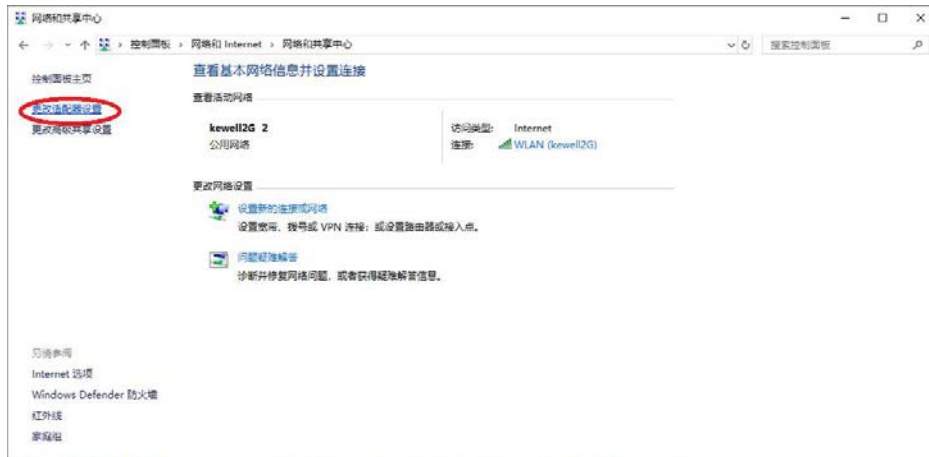 网络和共享中心
控制面板 › 网络和 Internet › 网络和共享中心
搜索控制面板
控制面板主页
更改适配器设置
更改高级共享设置
查看基本网络信息并设置连接
查看活动网络
kewell2G 2
公用网络
访问类型: Internet
连接: WLAN (kewell2G)
更改网络设置
设置新的连接或网络
设置宽带、拨号或 VPN 连接；或设置路由器或接入点。
问题疑难解答
诊断并修复网络问题，或者获得疑难解答信息。
另请参阅
Internet 选项
Windows Defender 防火墙
红外线
家庭组